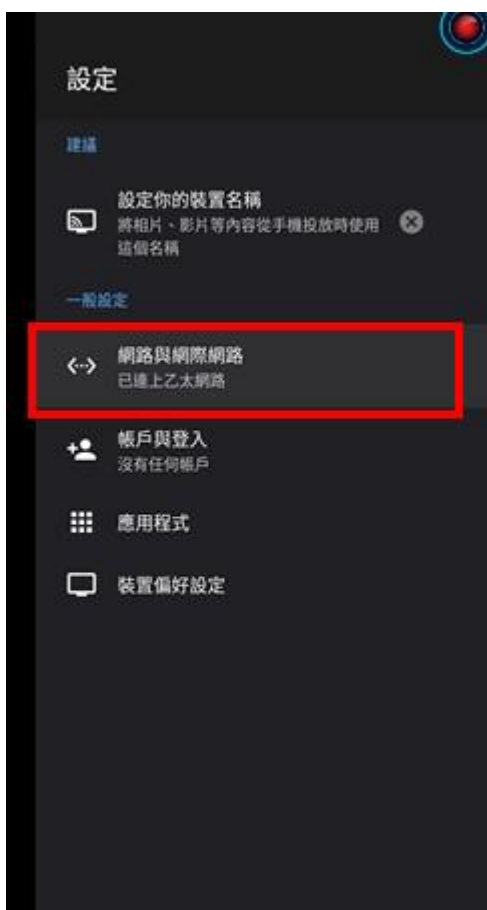 設定
建議
設定你的裝置名稱
將相片、影片等內容從手機投放時使用
這個名稱
一般設定
網路與網際網路
已連上乙太網路
帳戶與登入
沒有任何帳戶
應用程式
裝置偏好設定